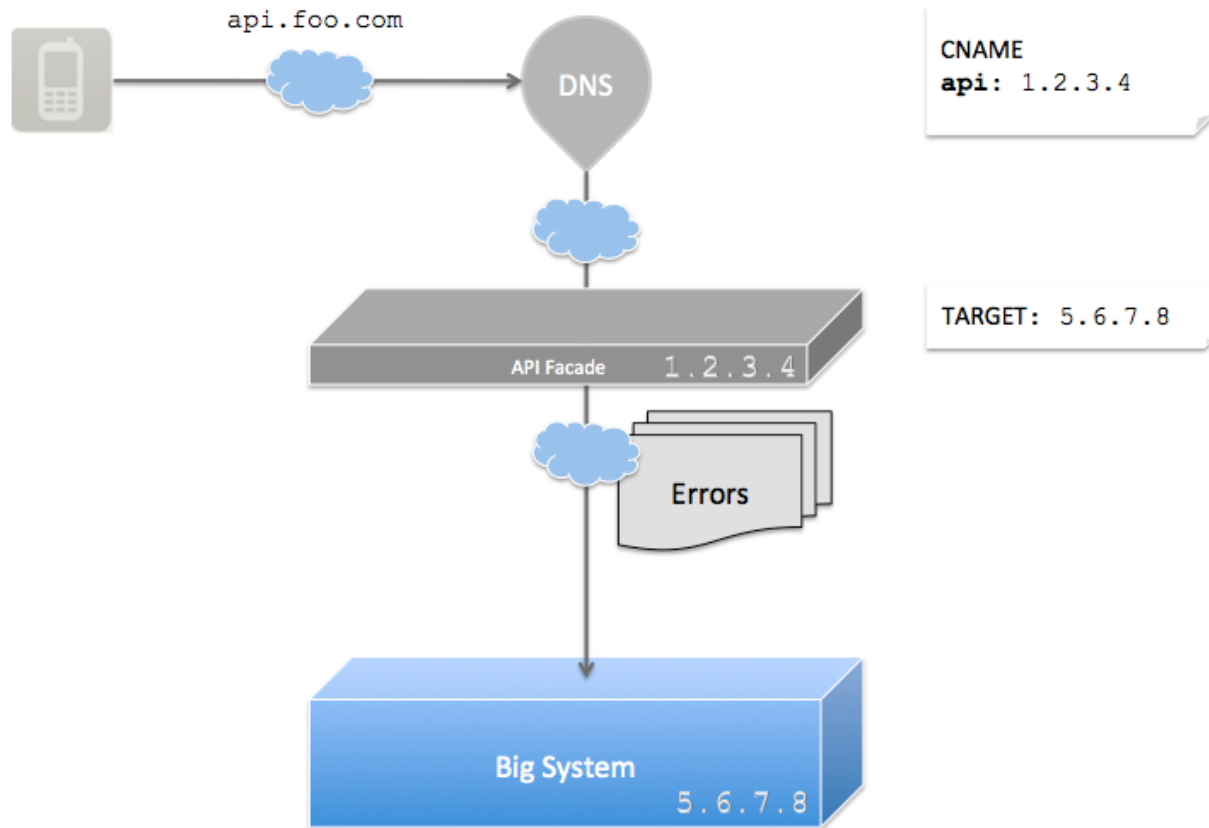 api.foo.com
DNS
CNAME
api: 1.2.3.4
TARGET: 5.6.7.8
API Facade 1.2.3.4
Errors
Big System
5.6.7.8